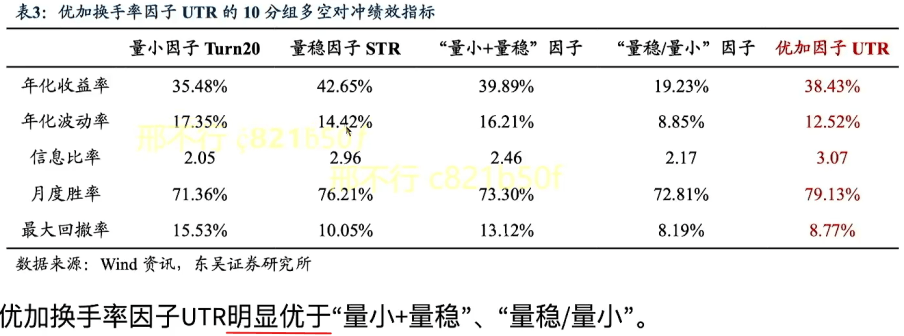 表3：优加换手率因子 UTR 的 10 分组多空对冲绩效指标
量小因子 Turn20 量稳因子 STR “量小+量稳”因子 “量稳/量小”因子 优加因子 UTR
年化收益率 35.48% 42.65% 39.89% 19.23% 38.43%
年化波动率 17.35% 14.42% 16.21% 8.85% 12.52%
邢不行 c821b50f
信息比率 2.05 2.96 2.46 2.17 3.07
邢不行 c821b50f
月度胜率 71.36% 76.21% 73.30% 72.81% 79.13%
最大回撤率 15.53% 10.05% 13.12% 8.19% 8.77%
数据来源：Wind 资讯，东吴证券研究所
优加换手率因子UTR明显优于“量小+量稳”、“量稳/量小”。